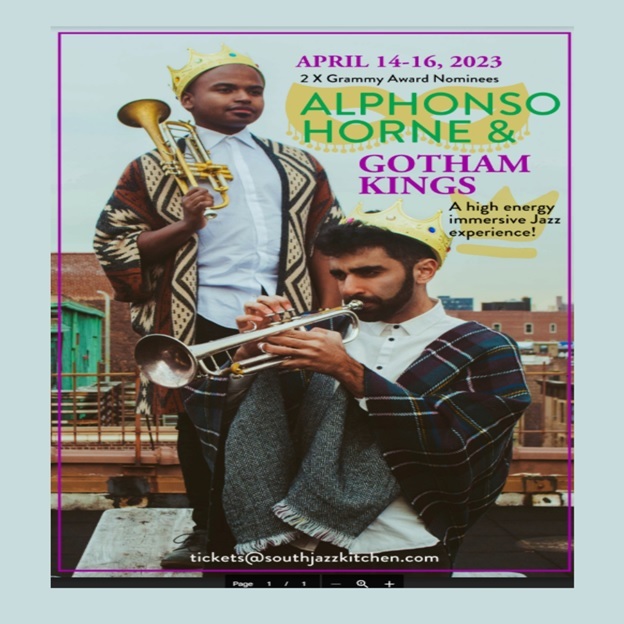 APRIL 14-16, 2023
2 X Grammy Award Nominees
ALPHONSO
HORNE &
GOTHAM
KINGS
A high energy
immersive Jazz
experience!
tickets@southjazzkitchen.com
Page 1 / 1 — +